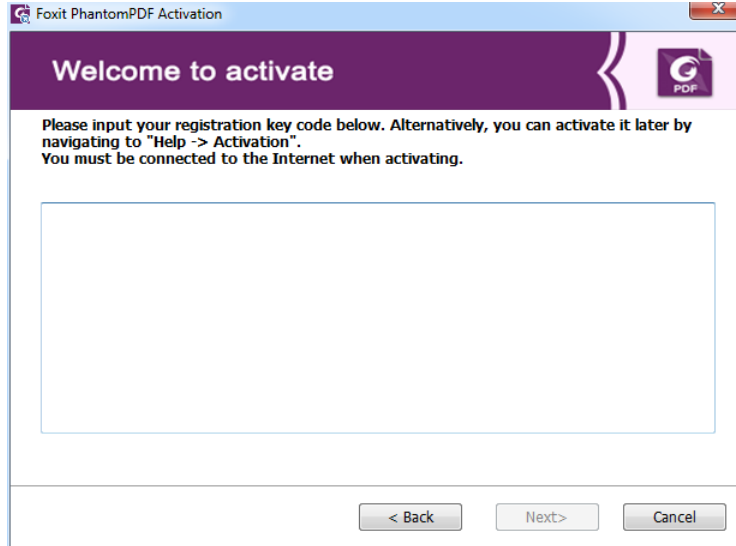 Foxit PhantomPDF Activation
Welcome to activate
PDF
Please input your registration key code below. Alternatively, you can activate it later by
navigating to "Help -> Activation".
You must be connected to the Internet when activating.
< Back
Next>
Cancel